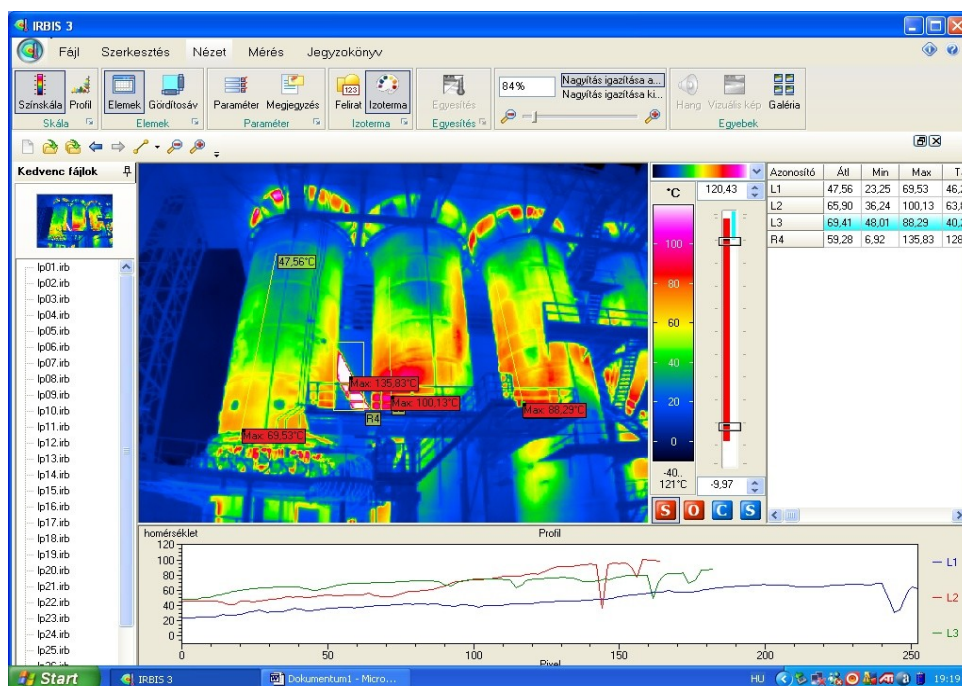 IRBIS 3
Fájl Szerkesztés Nézet Mérés Jegyzokönyv
Színskála Profil Elemek Gördítosáv Paraméter Megjegyzés Felirat Izoterma Egyesítés 84% Nagyítás igazítása a... Hang Vizuális kép Galéria
Nagyítás igazítása ki...
Skála Elemek Paraméter Izoterma Egyesítés Egyebek
Kedvenc fájlok
lp01.irb
lp02.irb
lp03.irb
lp04.irb
lp05.irb
lp06.irb
lp07.irb
lp08.irb
lp09.irb
lp10.irb
lp11.irb
lp12.irb
lp13.irb
lp14.irb
lp15.irb
lp16.irb
lp17.irb
lp18.irb
lp19.irb
lp20.irb
lp21.irb
lp22.irb
lp23.irb
lp24.irb
lp25.irb
47,56°C
Max: 135,83°C
Max: 100,13°C
Max: 88,29°C
R4
Max: 69,53°C
°C 120,43
100
80
60
40
20
0
-40..
121°C -9,97
S O C S
Azonosító Átl Min Max
L1 47,56 23,25 69,53
L2 65,90 36,24 100,13
L3 69,41 48,01 88,29
R4 59,28 6,92 135,83
homérséklet Profil
120
100
80
60
40
20
0
0 50 100 150 200 250
Pixel
L1
L2
L3
Start IRBIS 3 Dokumentum1 - Micro... HU 19:19